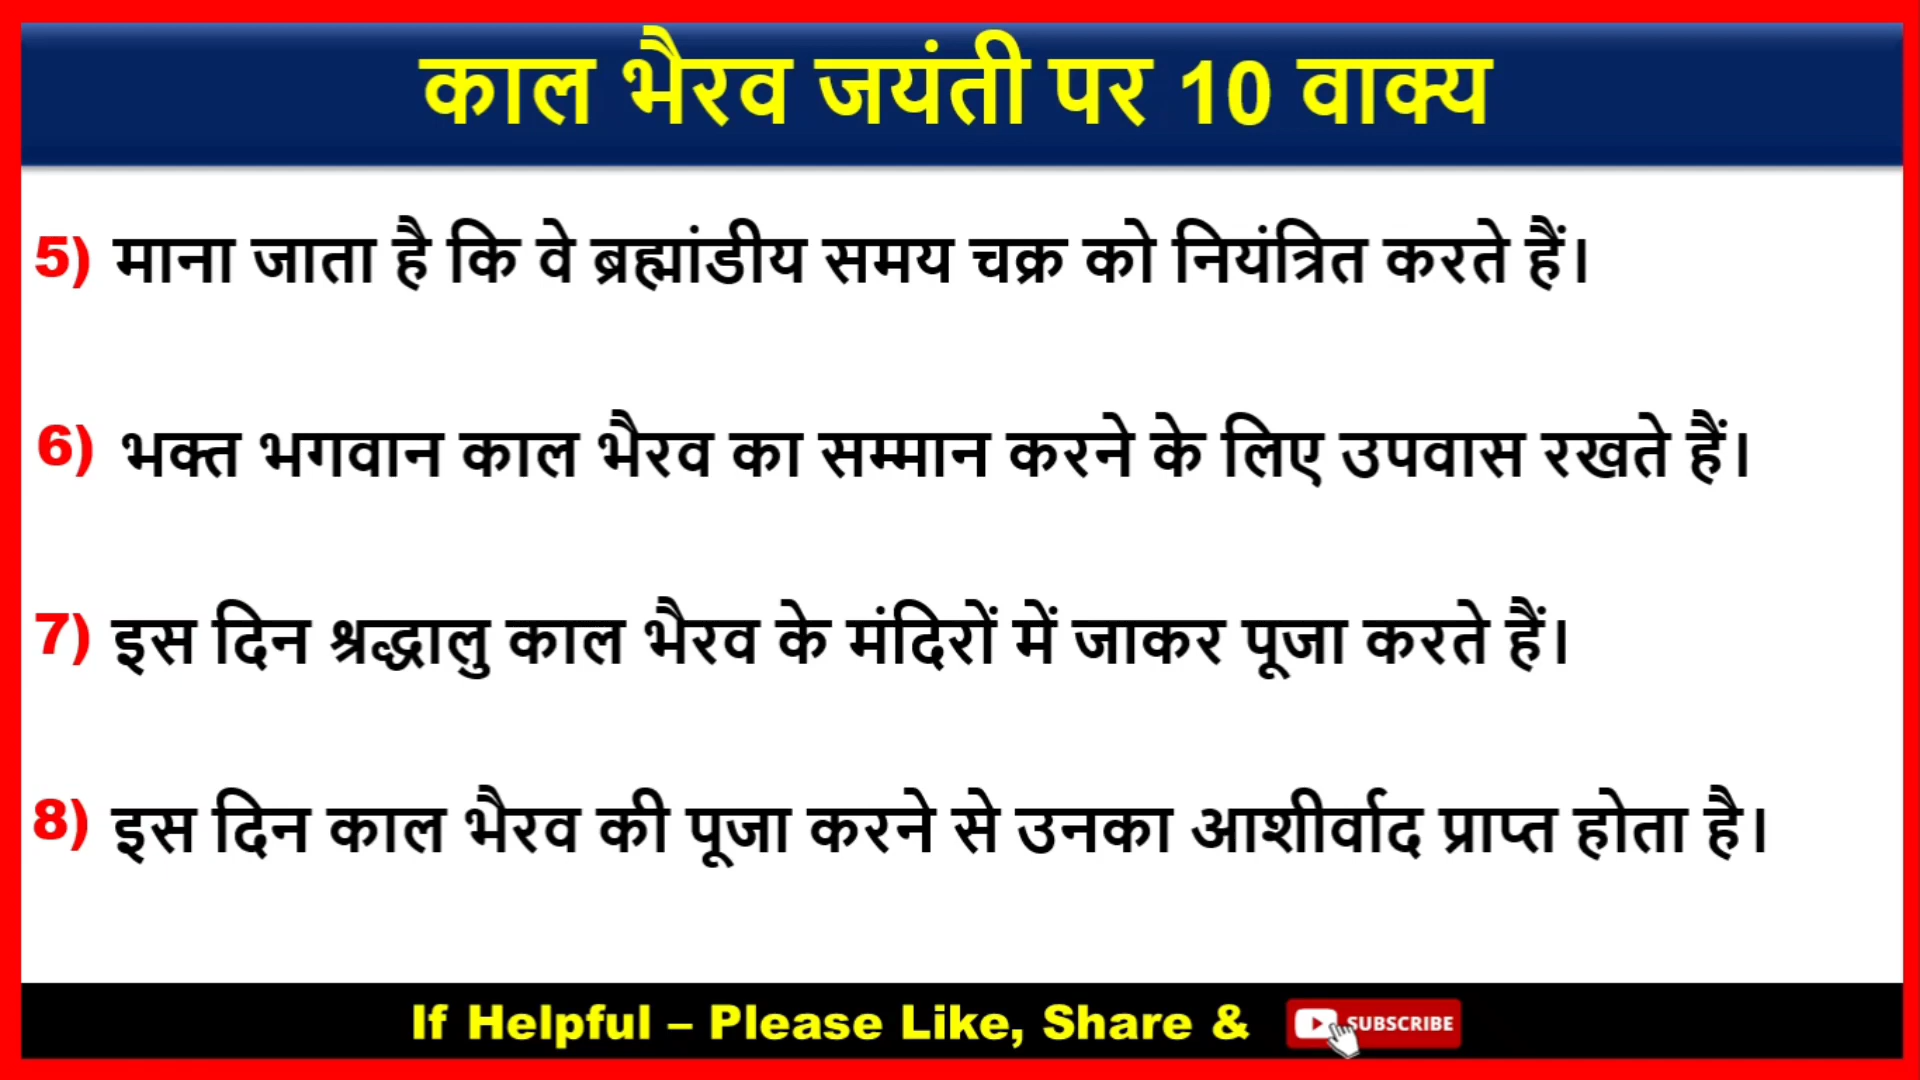 काल भैरव जयंती पर 10 वाक्य
5) माना जाता है कि वे ब्रह्मांडीय समय चक्र को नियंत्रित करते हैं।
6) भक्त भगवान काल भैरव का सम्मान करने के लिए उपवास रखते हैं।
7) इस दिन श्रद्धालु काल भैरव के मंदिरों में जाकर पूजा करते हैं।
8) इस दिन काल भैरव की पूजा करने से उनका आशीर्वाद प्राप्त होता है।
If Helpful – Please Like, Share & SUBSCRIBE